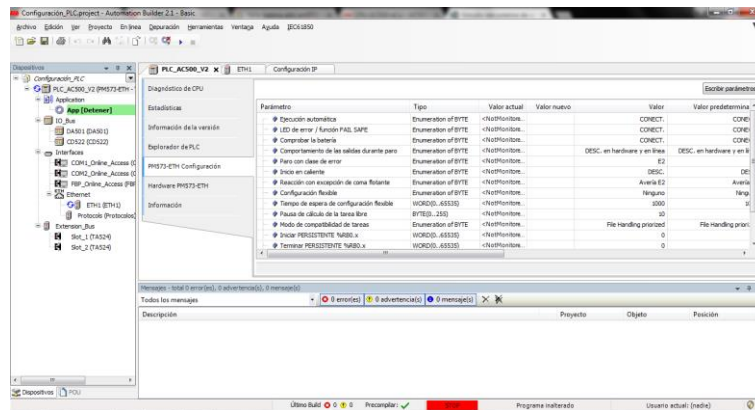 Configuración_PLC.project - Automation Builder 2.1 - Basic
Archivo Edición Ver Proyecto En línea Depuración Herramientas Ventana Ayuda IEC61850
Dispositivos
PLC_AC500_V2 ETH1 Configuración IP
Configuración_PLC
PLC_AC500_V2 (PM573-ETH -
Application
App [Detener]
IO_Bus
DA501 (DA501)
CD522 (CD522)
Interfaces
COM1_Online_Access (C
COM2_Online_Access (C
FBP_Online_Access (FBP
Ethernet
ETH1 (ETH1)
Protocols (Protocolos)
Extension_Bus
Slot_1 (TA524)
Slot_2 (TA524)
Diagnóstico de CPU
Estadísticas
Información de la versión
Explorador de PLC
PM573-ETH Configuración
Hardware PM573-ETH
Información
Escribir parámetros
Parámetro Tipo Valor actual Valor nuevo Valor Valor predetermina
Ejecución automática Enumeration of BYTE <NotMonitore... CONECT. CONE
LED de error / función FAIL SAFE Enumeration of BYTE <NotMonitore... CONECT. CONE
Comprobar la batería Enumeration of BYTE <NotMonitore... CONECT. CONE
Comportamiento de las salidas durante paro Enumeration of BYTE <NotMonitore... DESC. en hardware y en línea DESC. en hardware y en lí
Paro con clase de error Enumeration of BYTE <NotMonitore... E2
Inicio en caliente Enumeration of BYTE <NotMonitore... DESC. DE
Reacción con excepción de coma flotante Enumeration of BYTE <NotMonitore... Avería E2 Avería
Configuración flexible Enumeration of BYTE <NotMonitore... Ninguno Ning
Tiempo de espera de configuración flexible WORD(0..65535) <NotMonitore... 1000
Pausa de cálculo de la tarea libre BYTE(0..255) <NotMonitore... 10
Modo de compatibilidad de tareas Enumeration of BYTE <NotMonitore... File Handling priorized File Handling prioriz
Iniciar PERSISTENTE %RB0.x WORD(0..65535) <NotMonitore... 0
Terminar PERSISTENTE %RB0.x WORD(0..65535) <NotMonitore... 0
Mensajes - total 0 error(es), 0 advertencia(s), 0 mensaje(s)
Todos los mensajes 0 error(es) 0 advertencia(s) 0 mensaje(s)
Descripción Proyecto Objeto Posición
Dispositivos POU
Último Build 0 0 Precompilar: Programa inalterado Usuario actual: (nadie)